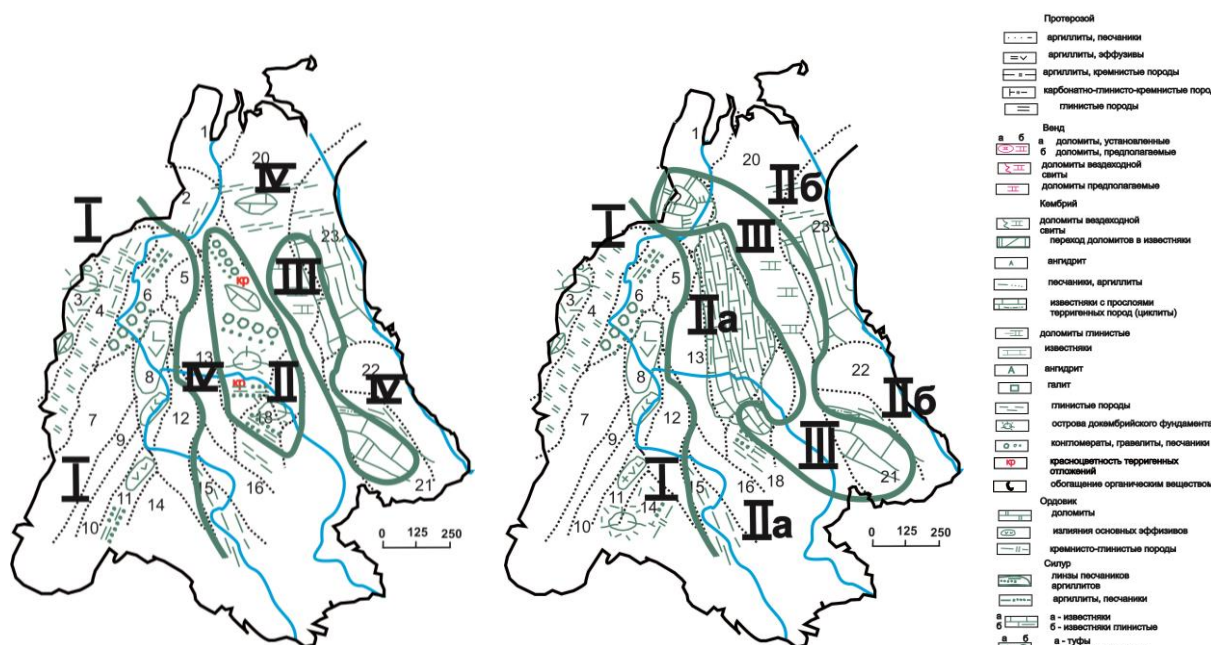 1
20
IV
I
2
23
кр
III
5
3
6
4
13
IV
кр
II
22
IV
8
7
12
18
9
21
I
16
11
15
14
10
0 125 250
1
20
IIб
I
2
III
23
5
3
6
4
IIа
13
22
8
IIб
7
12
9
III
21
I
16
18
11
15
14
10
IIа
0 125 250
Протерозой
аргиллиты, песчаники
аргиллиты, эффузивы
аргиллиты, кремнистые породы
карбонатно-глинисто-кремнистые пород
глинистые породы
Венд
а б а доломиты, установленные
б доломиты, предполагаемые
доломиты вездеходной
свиты
доломиты предполагаемые
Кембрий
доломиты вездеходной
свиты
переход доломитов в известняки
А ангидрит
песчаники, аргиллиты
известняки с прослоями
терригенных пород (циклиты)
доломиты глинистые
известняки
А ангидрит
галит
глинистые породы
острова докембрийского фундамента
конгломераты, гравелиты, песчаники
кр красноцветность терригенных
отложений
обогащение органическим веществом
Ордовик
доломиты
излияния основных эффизивов
кремнисто-глинистые породы
Силур
линзы песчаников
аргиллитов
аргиллиты, песчаники
а а - известняки
б б - известняки глинистые
а б а - туфы